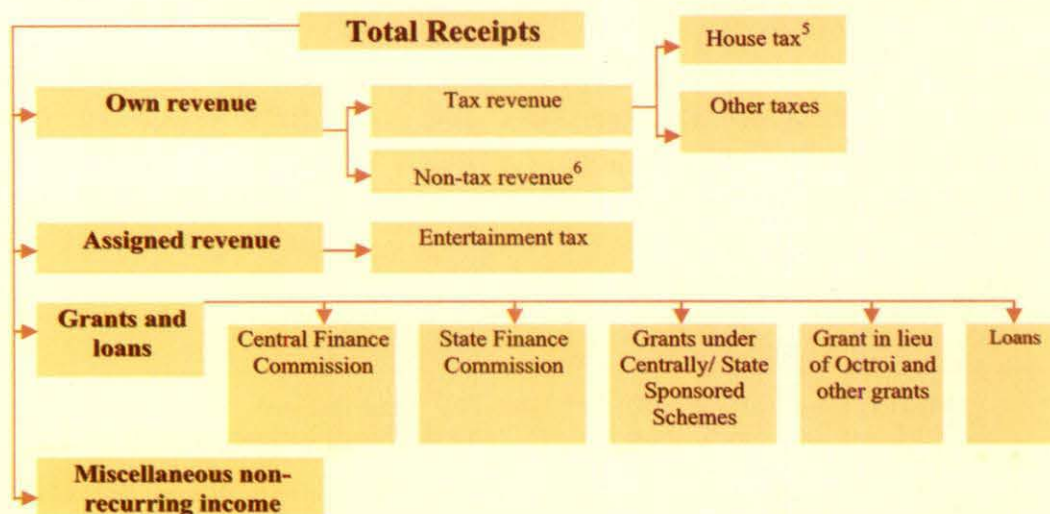 Total Receipts
House tax⁵
Own revenue
Tax revenue
Other taxes
Non-tax revenue⁶
Assigned revenue
Entertainment tax
Grants and
loans
Central Finance
Commission
State Finance
Commission
Grants under
Centrally/ State
Sponsored
Schemes
Grant in lieu
of Octroi and
other grants
Loans
Miscellaneous non-
recurring income